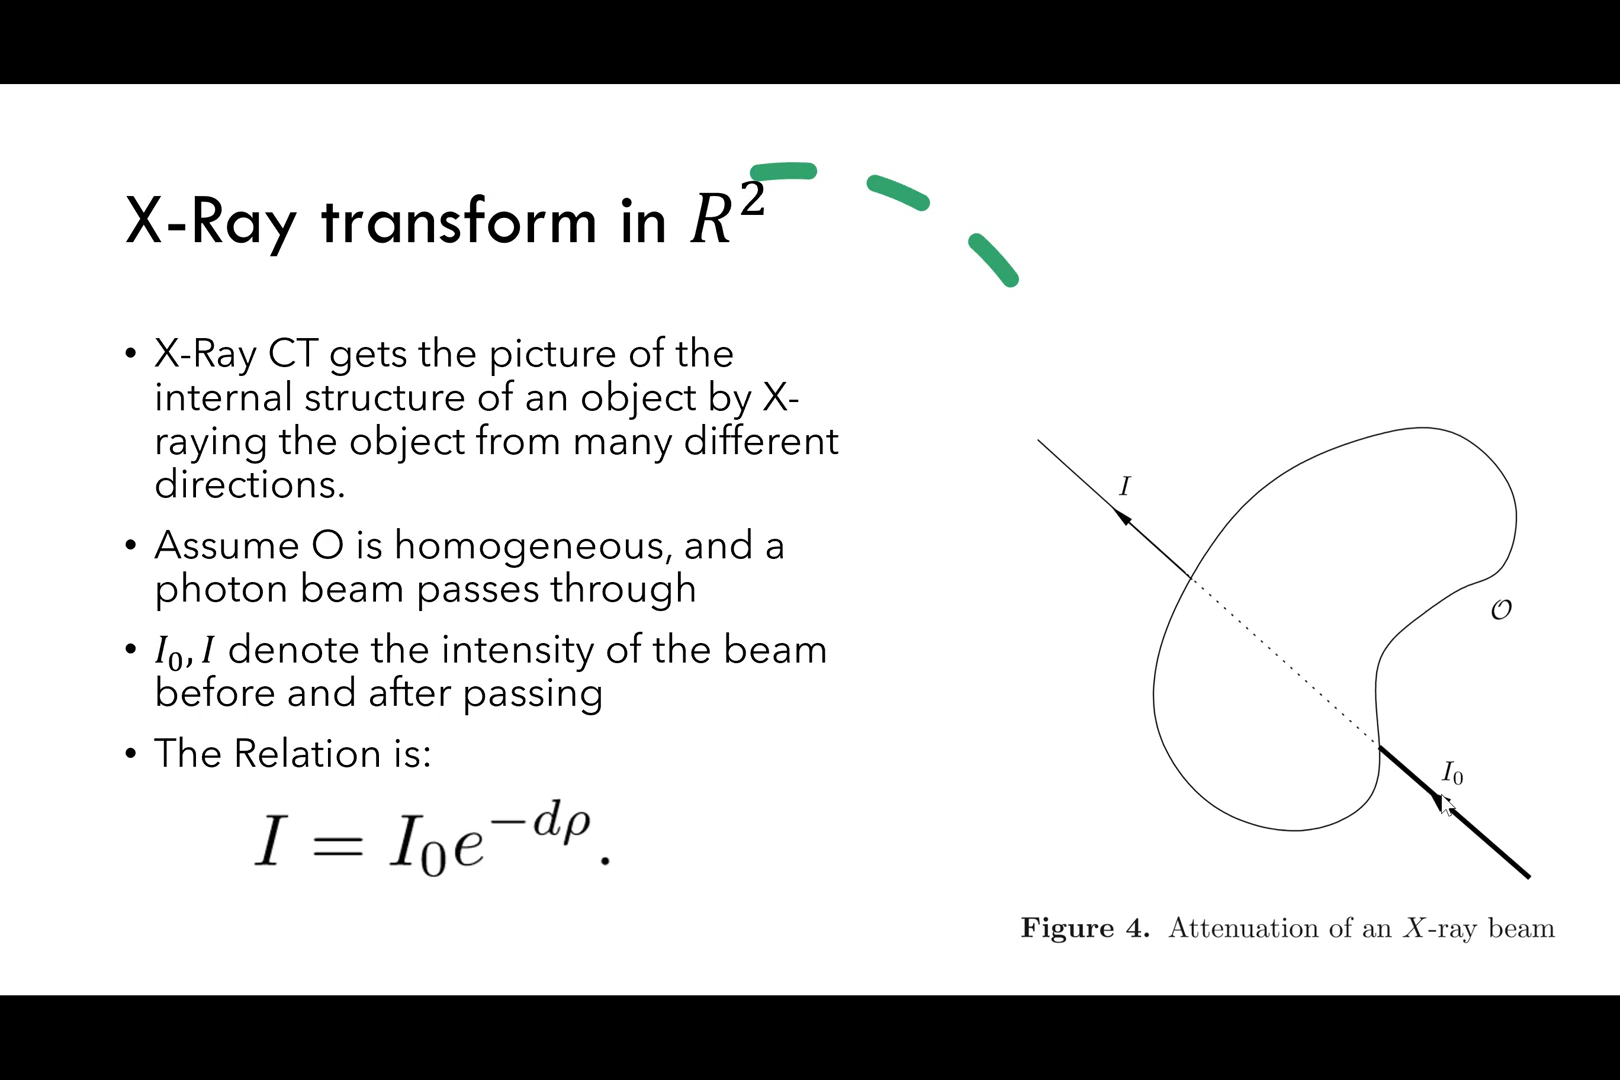 X-Ray transform in R²
• X-Ray CT gets the picture of the
internal structure of an object by X-
raying the object from many different
directions.
• Assume O is homogeneous, and a
photon beam passes through
• I₀, I denote the intensity of the beam
before and after passing
• The Relation is:
I = I₀e^{−dρ}.
I
𝒪
I₀
Figure 4. Attenuation of an X-ray beam